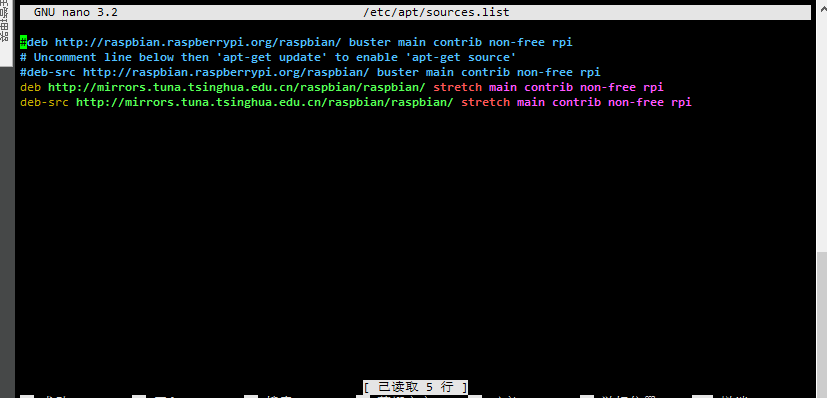 GNU nano 3.2 /etc/apt/sources.list
#deb http://raspbian.raspberrypi.org/raspbian/ buster main contrib non-free rpi
# Uncomment line below then 'apt-get update' to enable 'apt-get source'
#deb-src http://raspbian.raspberrypi.org/raspbian/ buster main contrib non-free rpi
deb http://mirrors.tuna.tsinghua.edu.cn/raspbian/raspbian/ stretch main contrib non-free rpi
deb-src http://mirrors.tuna.tsinghua.edu.cn/raspbian/raspbian/ stretch main contrib non-free rpi
[ 已读取 5 行 ]
管理器